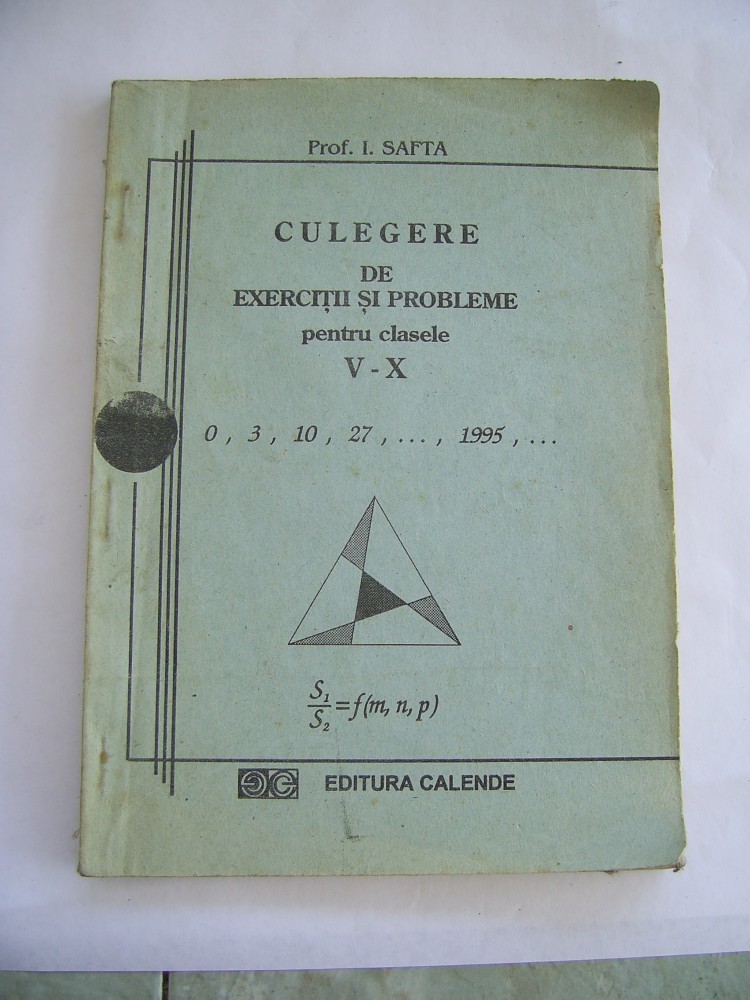 Prof. I. SAFTA
CULEGERE
DE
EXERCIȚII ȘI PROBLEME
pentru clasele
V - X
0 , 3 , 10 , 27 , ... , 1995 , ...
S₁/S₂ = f(m, n, p)
EDITURA CALENDE